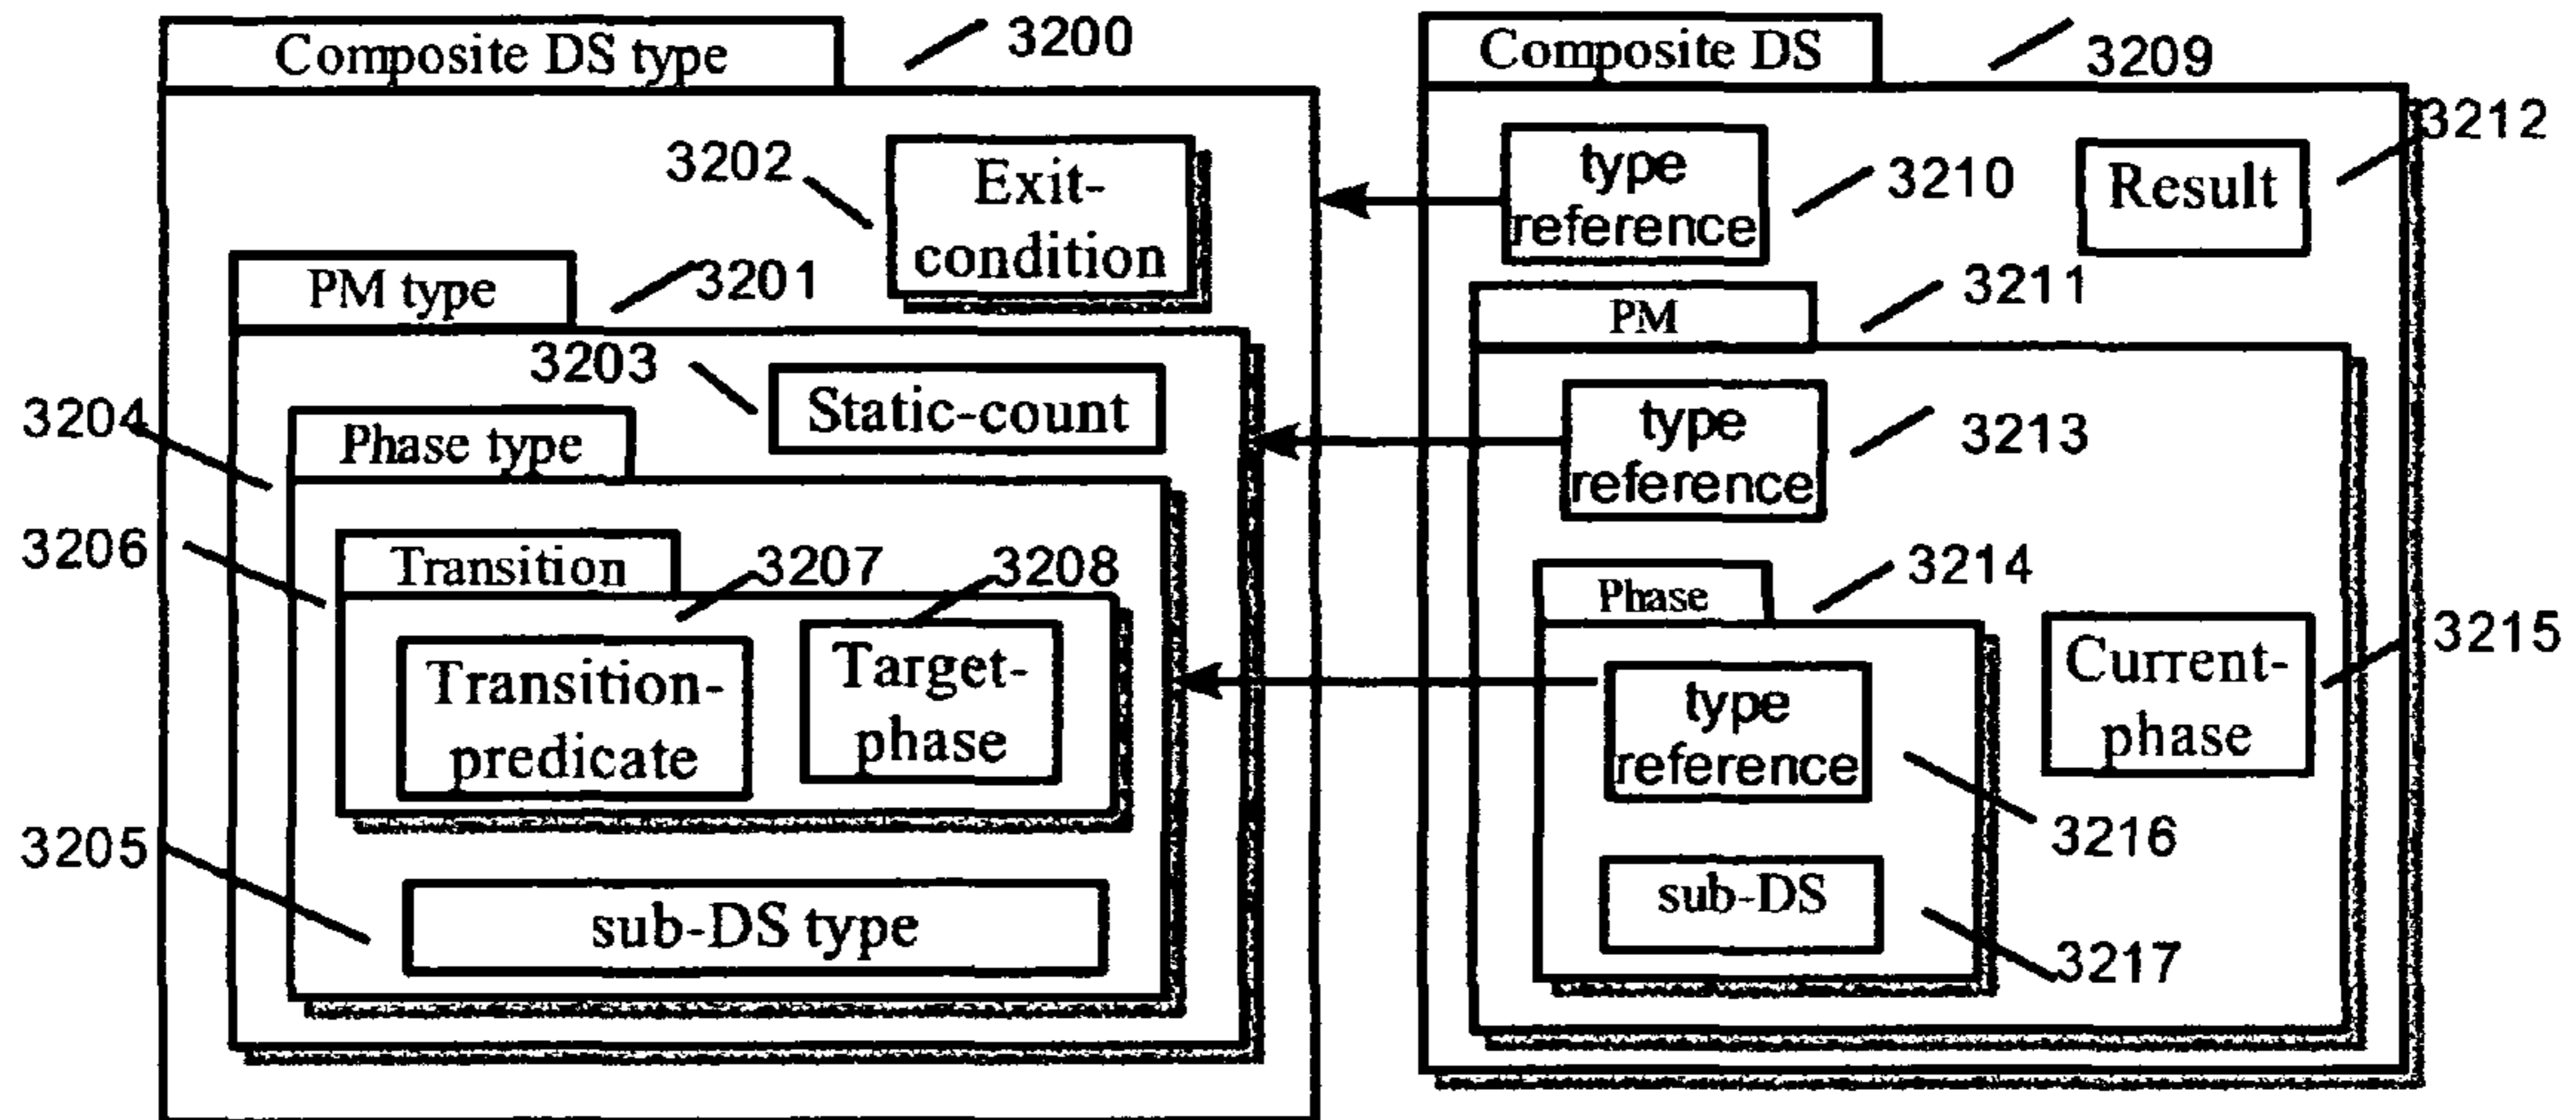 Composite DS type
3200
3202
Exit-
condition
PM type
3201
3203
Static-count
3204
Phase type
3206
Transition
3207
3208
Transition-
predicate
Target-
phase
3205
sub-DS type
Composite DS
3209
3212
type
reference
3210
Result
3211
PM
type
reference
3213
3214
Phase
type
reference
Current-
phase
3215
3216
sub-DS
3217